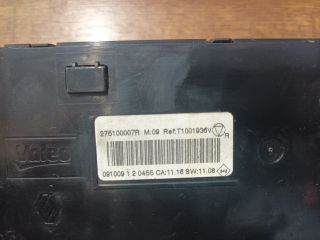 275100007R M:09 Ref:T1001936V
R
Valeo
091009 1 2 0455 CA:11.16 SW:11.08